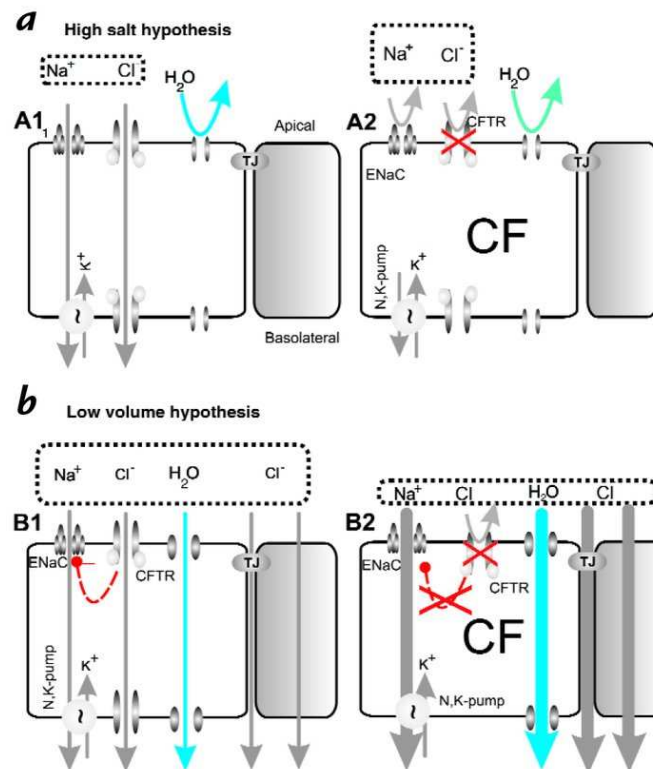 a
High salt hypothesis
Na+ Cl-
H2O
A1 1
Apical
TJ
K+
~
Basolateral
Na+ Cl-
H2O
A2
CFTR
ENaC
TJ
CF
N,K-pump
K+
~
b
Low volume hypothesis
Na+ Cl- H2O Cl-
B1
ENaC
CFTR
TJ
N,K-pump
K+
~
Na+ Cl H2O Cl
B2
ENaC
TJ
CFTR
CF
K+
N,K-pump
~